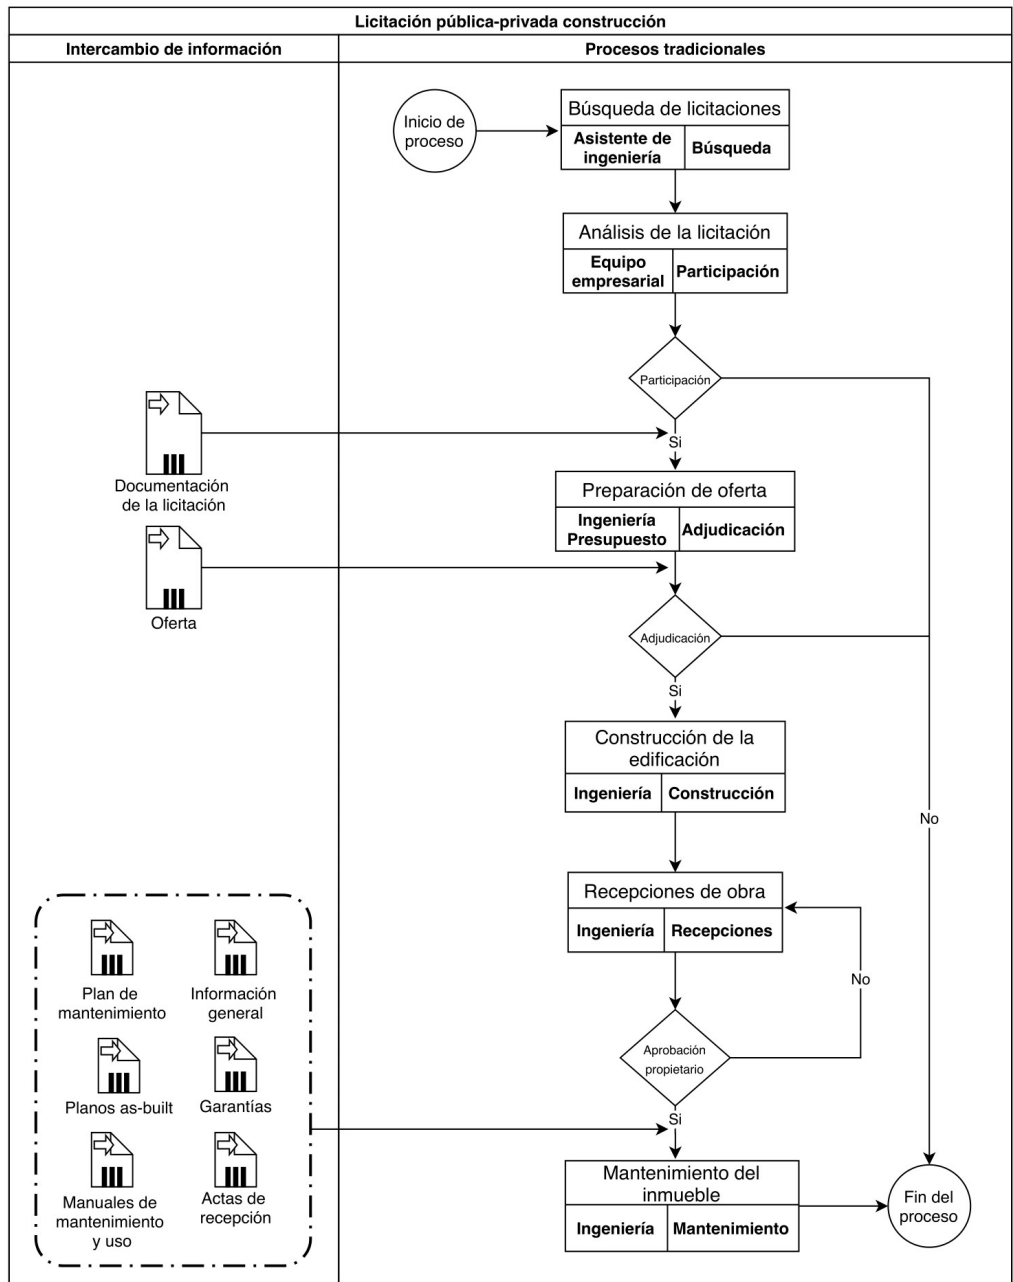 Licitación pública-privada construcción
Intercambio de información
Procesos tradicionales
Inicio de
proceso
Búsqueda de licitaciones
Asistente de
ingeniería
Búsqueda
Análisis de la licitación
Equipo
empresarial
Participación
Participación
Si
Documentación
de la licitación
Preparación de oferta
Ingeniería
Presupuesto
Adjudicación
Oferta
Adjudicación
Si
Construcción de la
edificación
Ingeniería
Construcción
No
Recepciones de obra
Ingeniería
Recepciones
No
Aprobación
propietario
Si
Plan de
mantenimiento
Información
general
Planos as-built
Garantías
Manuales de
mantenimiento
y uso
Actas de
recepción
Mantenimiento del
inmueble
Ingeniería
Mantenimiento
Fin del
proceso